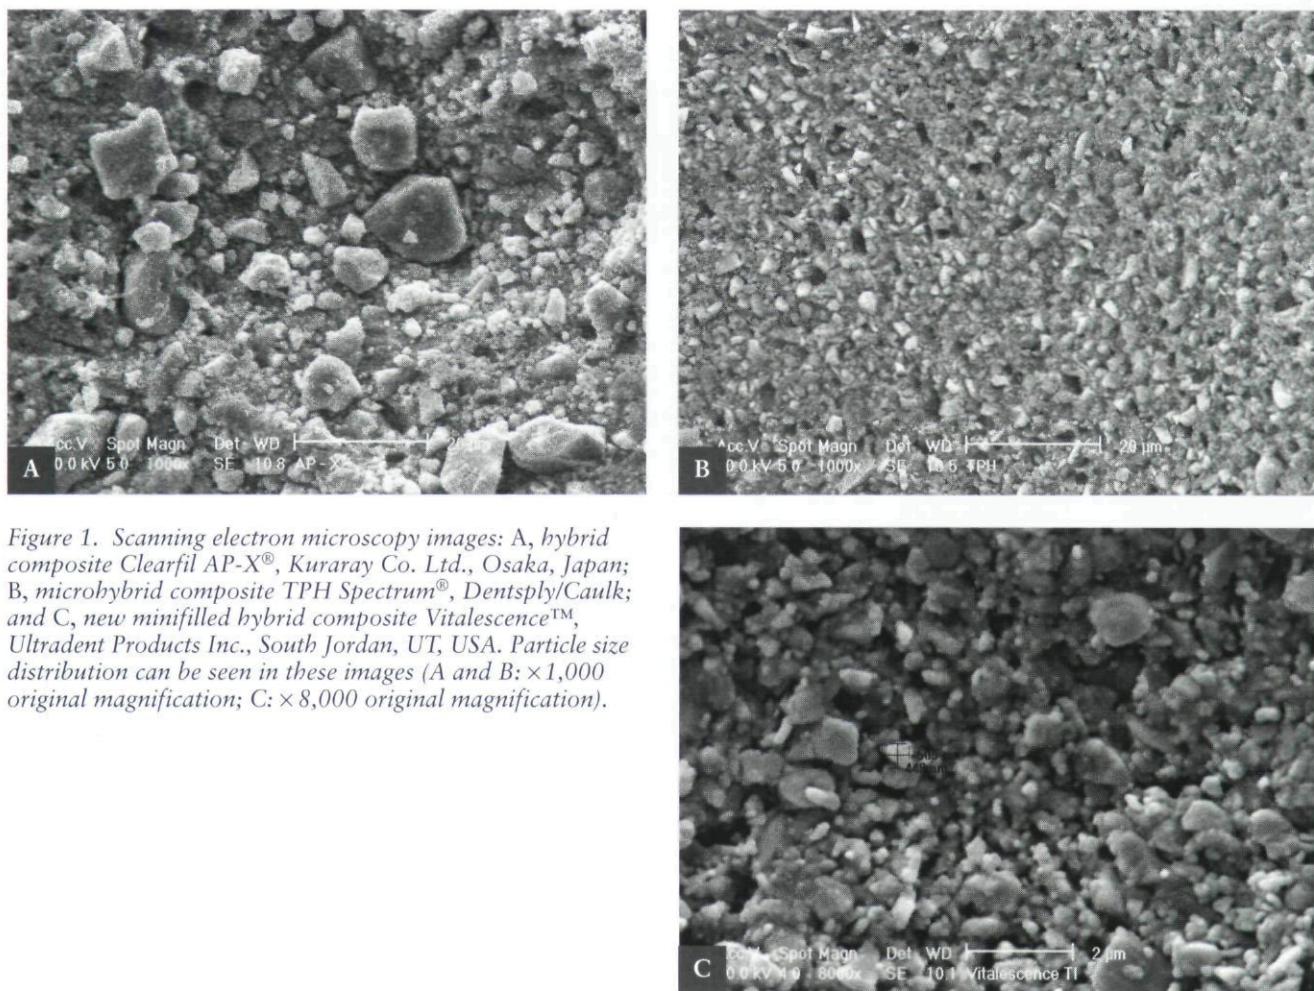 Acc.V Spot Magn Det WD 20 µm
0.0 kV 5.0 1000x SE 10.8 AP-X
A
Acc.V Spot Magn Det WD 20 µm
0.0 kV 5.0 1000x SE 10.5 TPH
B
Figure 1. Scanning electron microscopy images: A, hybrid
composite Clearfil AP-X®, Kuraray Co. Ltd., Osaka, Japan;
B, microhybrid composite TPH Spectrum®, Dentsply/Caulk;
and C, new minifilled hybrid composite Vitalescence™,
Ultradent Products Inc., South Jordan, UT, USA. Particle size
distribution can be seen in these images (A and B: ×1,000
original magnification; C: ×8,000 original magnification).
Acc.V Spot Magn Det WD 2 µm
0.0 kV 4.0 8000x SE 10.1 Vitalescence TI
C